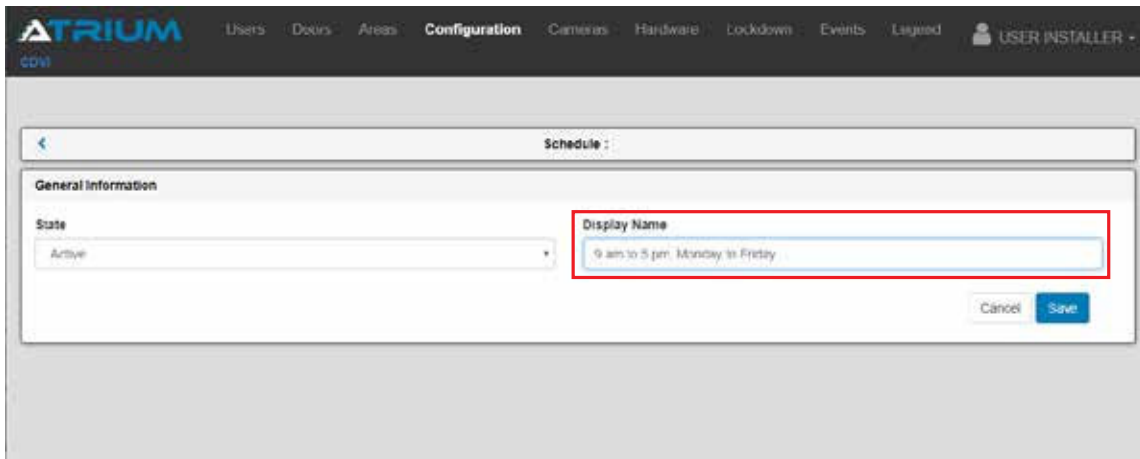 ATRIUM
Users Doors Areas Configuration Cameras Hardware Lockdown Events Legend USER INSTALLER
CDVI
Schedule :
General Information
State Display Name
Active 9 am to 5 pm, Monday to Friday
Cancel Save